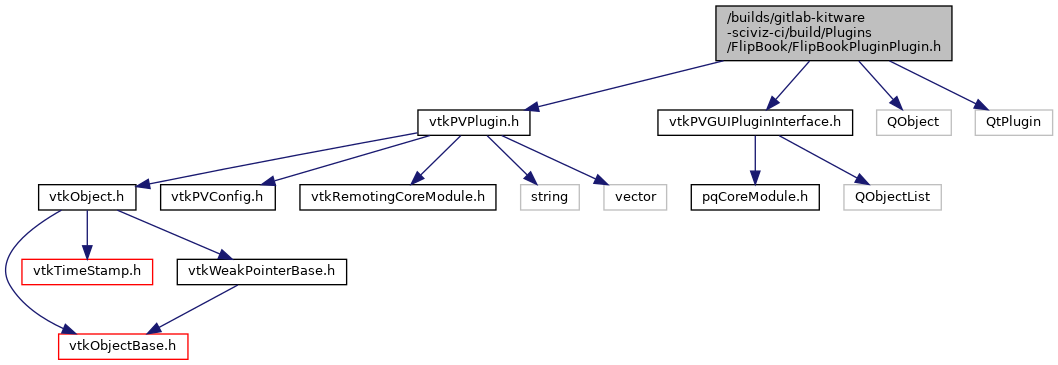 /builds/gitlab-kitware
-sciviz-ci/build/Plugins
/FlipBook/FlipBookPluginPlugin.h
vtkPVPlugin.h
vtkPVGUIPluginInterface.h
QObject
QtPlugin
vtkObject.h
vtkPVConfig.h
vtkRemotingCoreModule.h
string
vector
pqCoreModule.h
QObjectList
vtkTimeStamp.h
vtkWeakPointerBase.h
vtkObjectBase.h